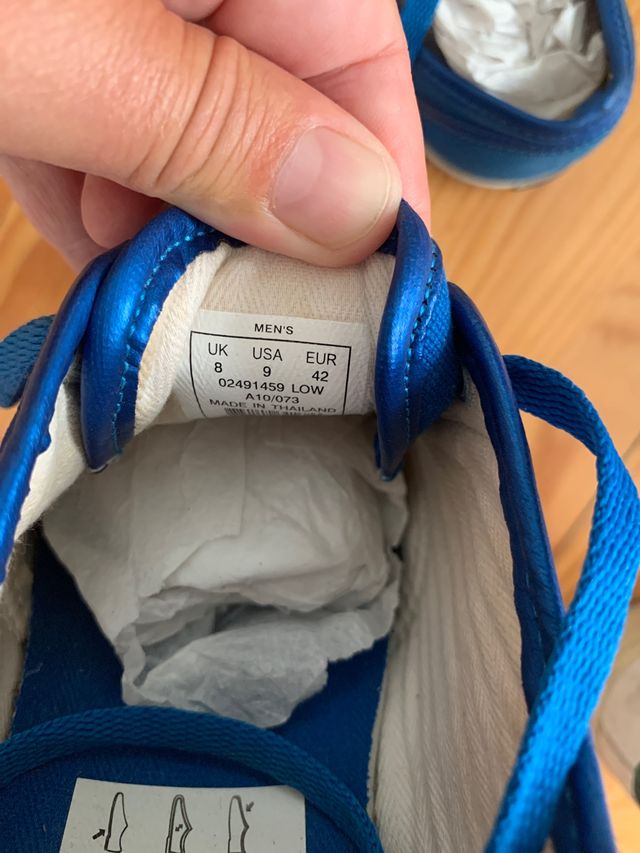 MEN'S
UK USA EUR
8 9 42
02491459 LOW
A10/073
MADE IN THAILAND